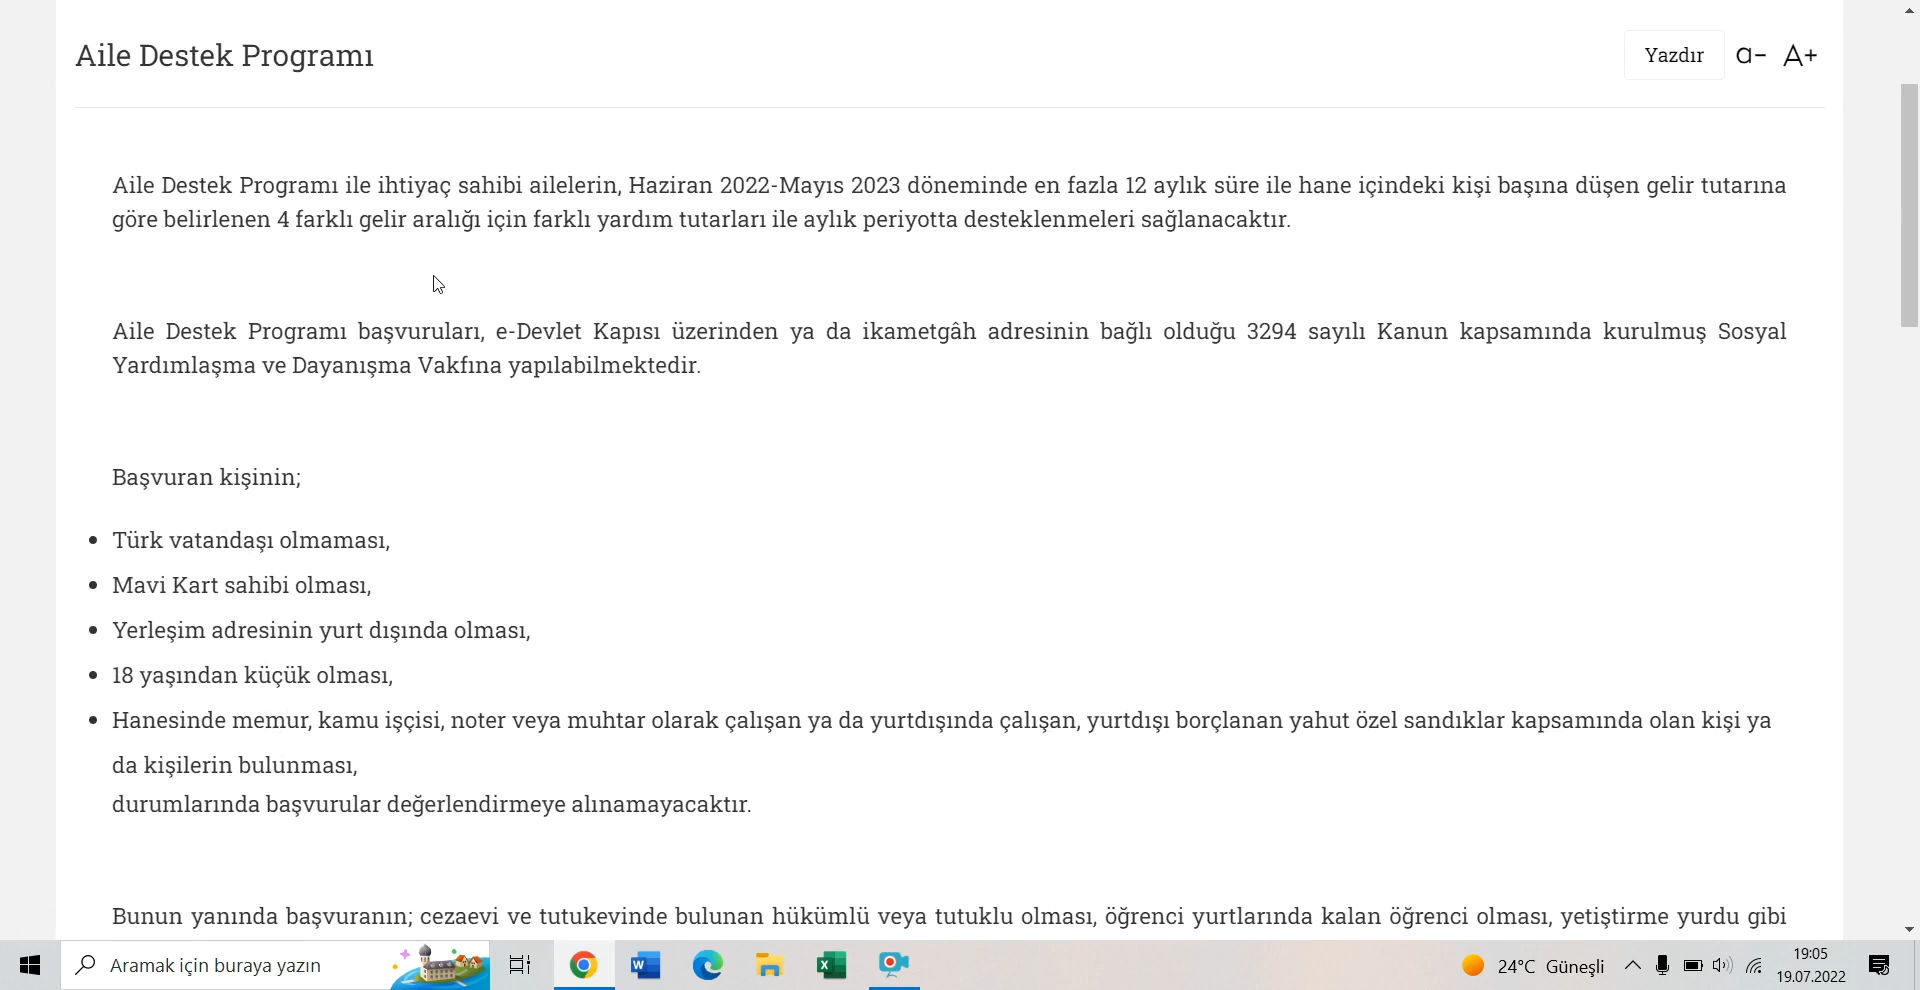 Aile Destek Programı
Yazdır a- A+
Aile Destek Programı ile ihtiyaç sahibi ailelerin, Haziran 2022-Mayıs 2023 döneminde en fazla 12 aylık süre ile hane içindeki kişi başına düşen gelir tutarına
göre belirlenen 4 farklı gelir aralığı için farklı yardım tutarları ile aylık periyotta desteklenmeleri sağlanacaktır.
Aile Destek Programı başvuruları, e-Devlet Kapısı üzerinden ya da ikametgâh adresinin bağlı olduğu 3294 sayılı Kanun kapsamında kurulmuş Sosyal
Yardımlaşma ve Dayanışma Vakfına yapılabilmektedir.
Başvuran kişinin;
• Türk vatandaşı olmaması,
• Mavi Kart sahibi olması,
• Yerleşim adresinin yurt dışında olması,
• 18 yaşından küçük olması,
• Hanesinde memur, kamu işçisi, noter veya muhtar olarak çalışan ya da yurtdışında çalışan, yurtdışı borçlanan yahut özel sandıklar kapsamında olan kişi ya
da kişilerin bulunması,
durumlarında başvurular değerlendirmeye alınamayacaktır.
Bunun yanında başvuranın; cezaevi ve tutukevinde bulunan hükümlü veya tutuklu olması, öğrenci yurtlarında kalan öğrenci olması, yetiştirme yurdu gibi
Aramak için buraya yazın
24°C Güneşli
19:05
19.07.2022